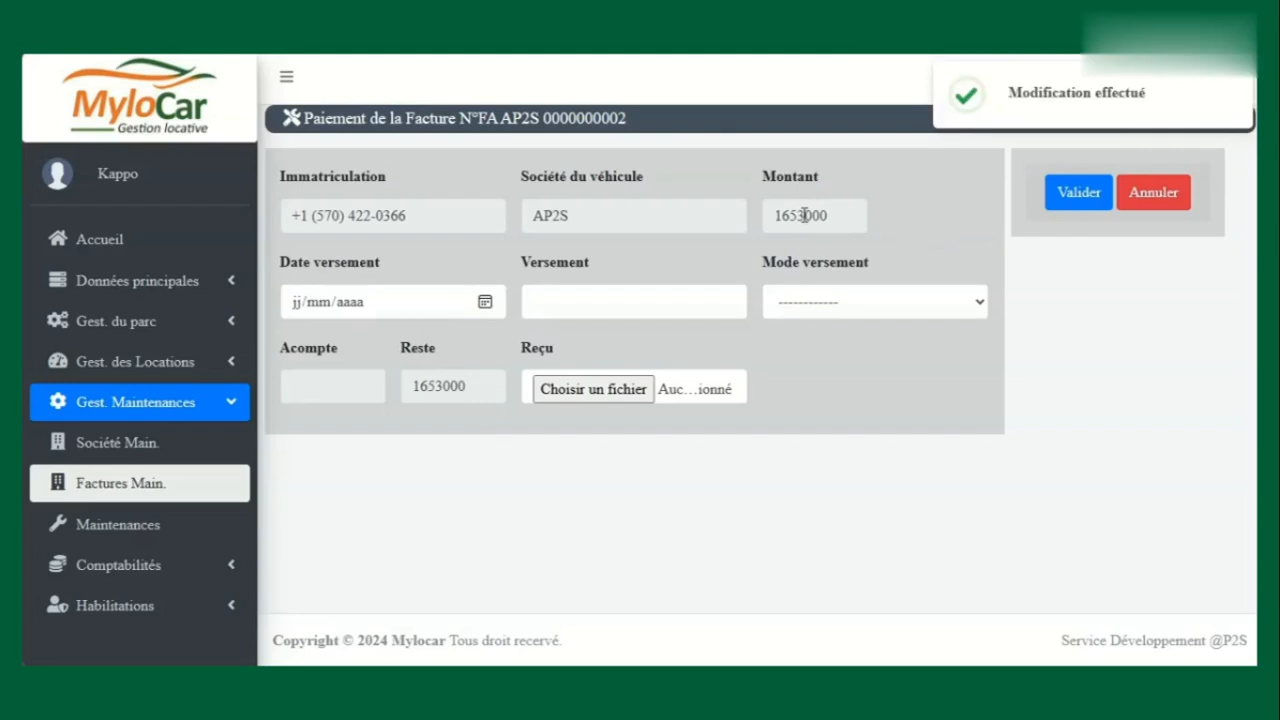 MyloCar
Gestion locative
Kappo
Accueil
Données principales
Gest. du parc
Gest. des Locations
Gest. Maintenances
Société Main.
Factures Main.
Maintenances
Comptabilités
Habilitations
Modification effectué
Paiement de la Facture N°FA AP2S 0000000002
Immatriculation
Société du véhicule
Montant
+1 (570) 422-0366
AP2S
1653000
Valider
Annuler
Date versement
Versement
Mode versement
jj/mm/aaaa
------------
Acompte
Reste
Reçu
1653000
Choisir un fichier
Auc…ionné
Copyright © 2024 Mylocar Tous droit recervé.
Service Développement @P2S